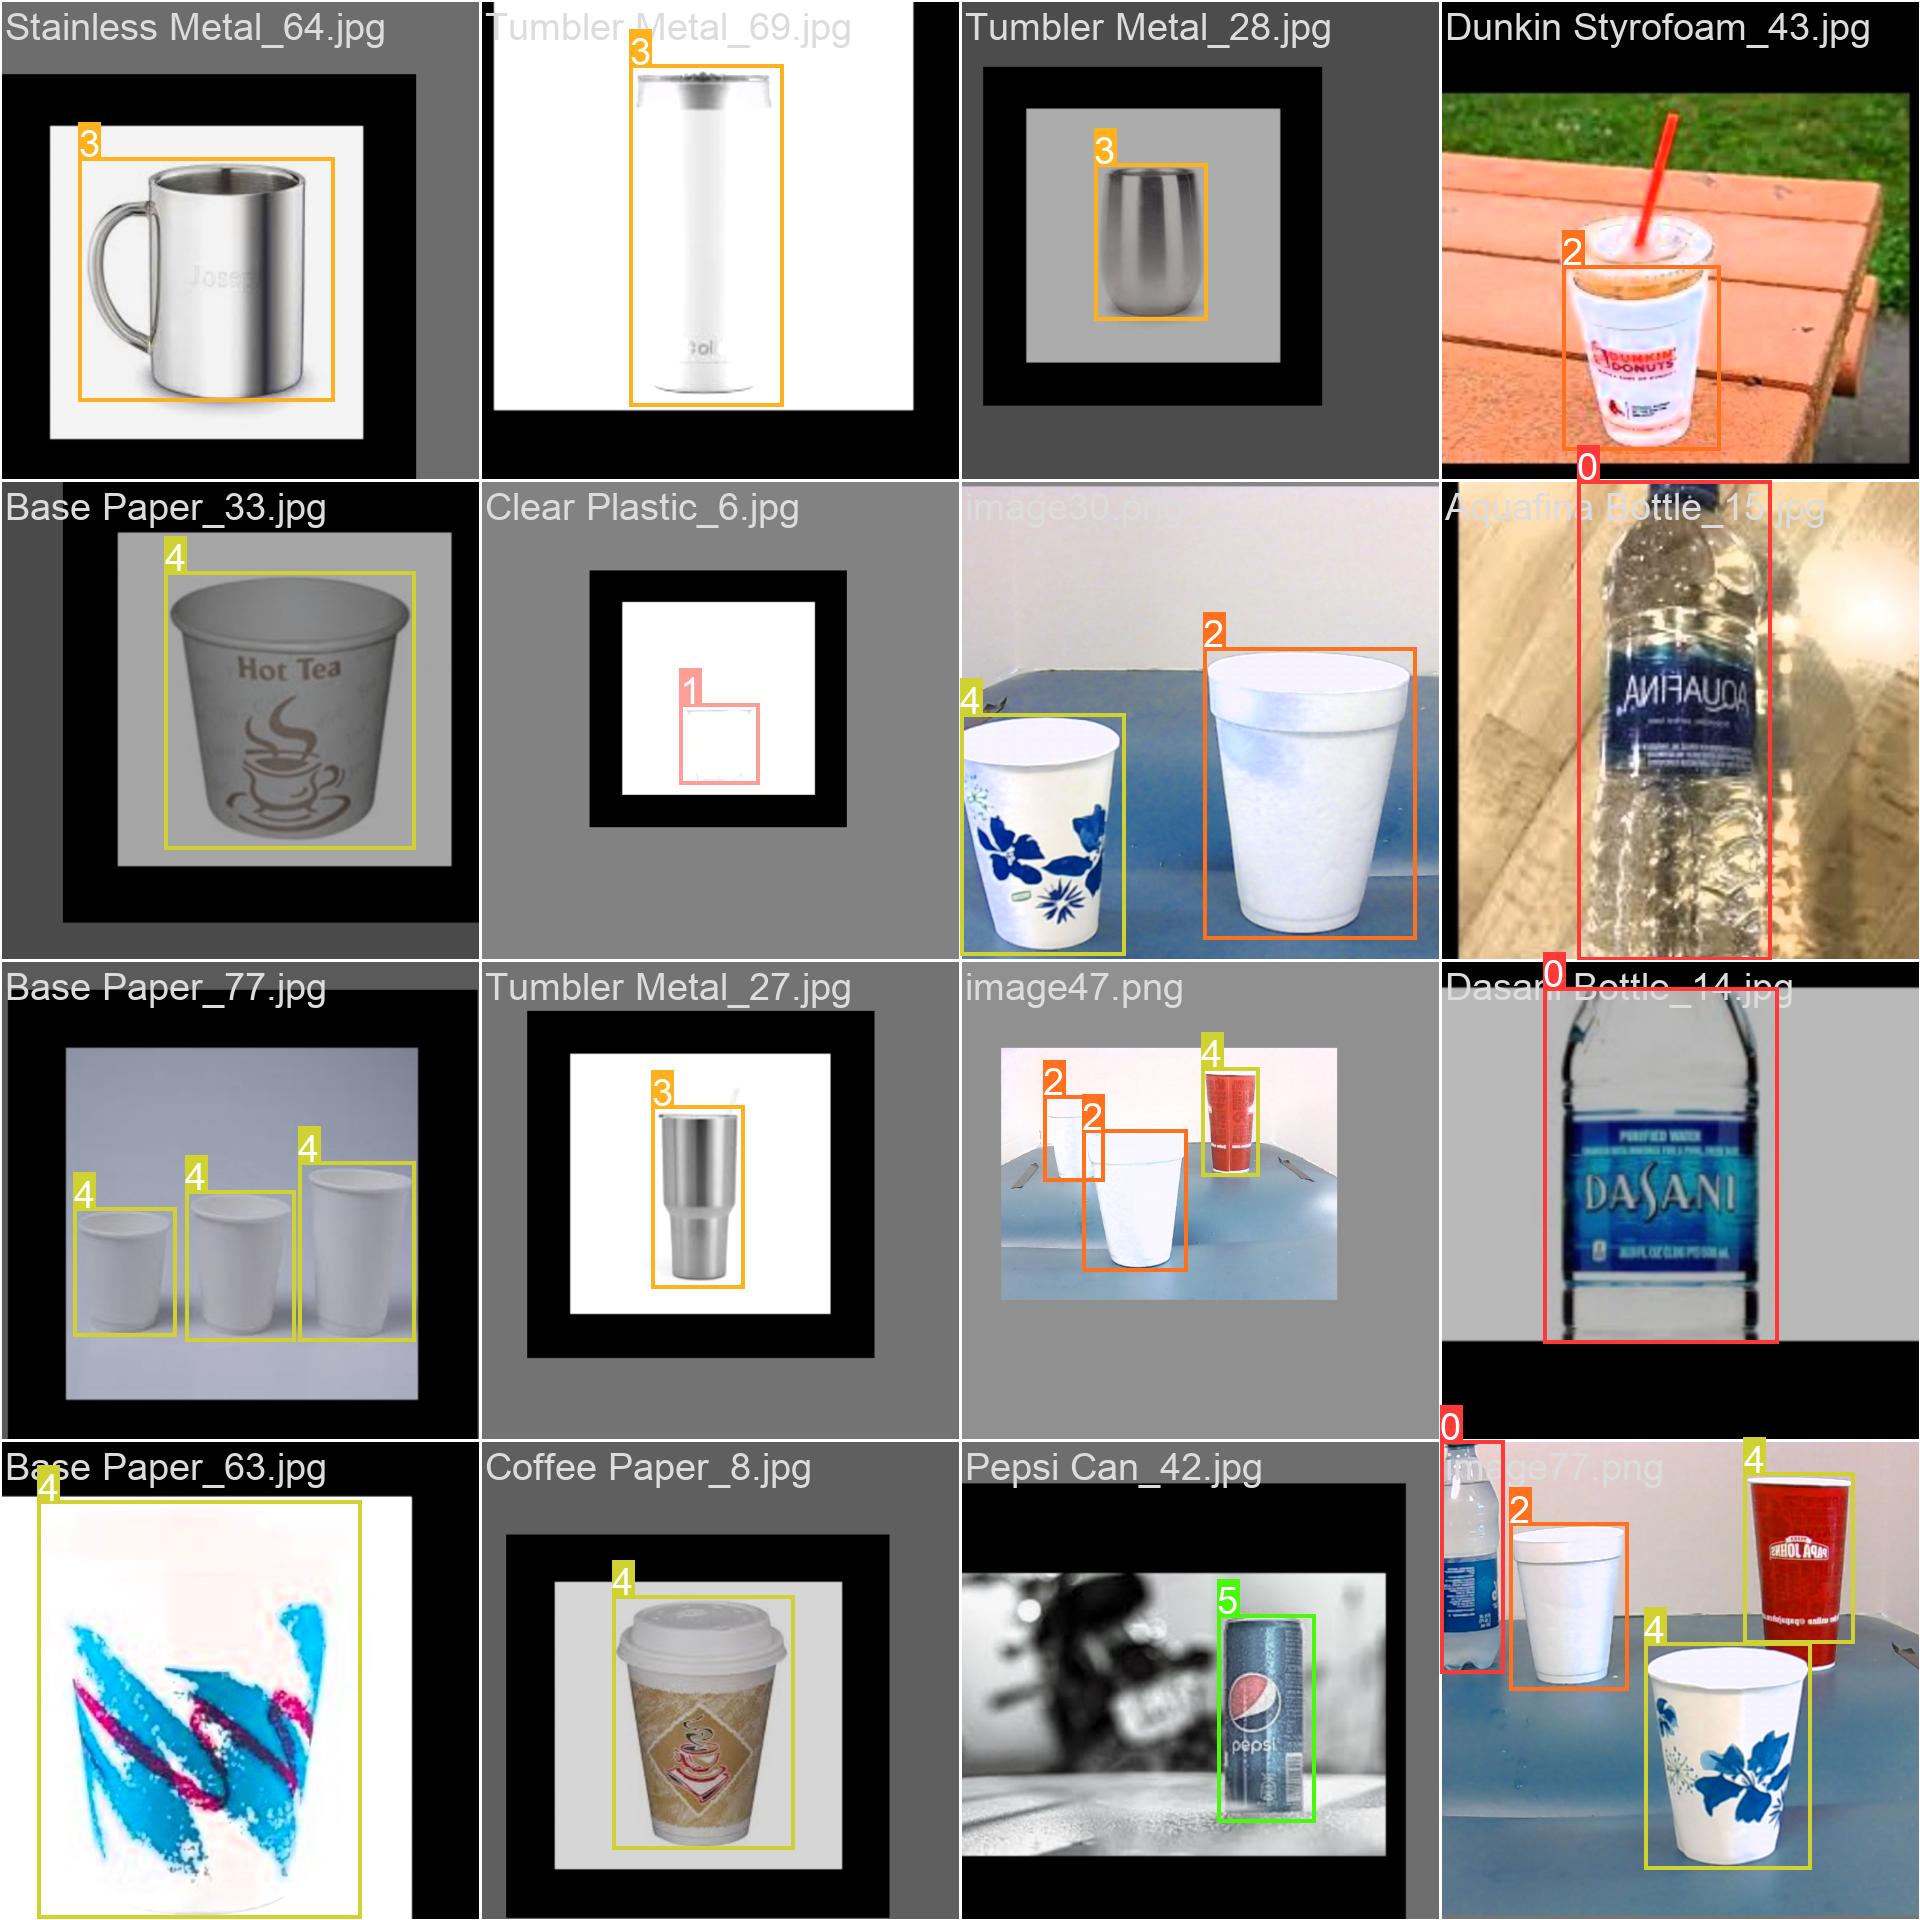 Stainless Metal_64.jpg
3
Tumbler Metal_69.jpg
3
Tumbler Metal_28.jpg
3
Dunkin Styrofoam_43.jpg
2
DUNKIN'
DONUTS
Base Paper_33.jpg
4
Hot Tea
Clear Plastic_6.jpg
1
image30.png
2
4
Aquafina Bottle_15.jpg
0
AQUAFINA
Base Paper_77.jpg
4
4
4
Tumbler Metal_27.jpg
3
image47.png
2
2
4
Dasani Bottle_14.jpg
0
PURIFIED WATER
DASANI
Base Paper_63.jpg
4
Coffee Paper_8.jpg
4
Pepsi Can_42.jpg
5
pepsi
image77.png
0
2
4
4
PAPA JOHNS